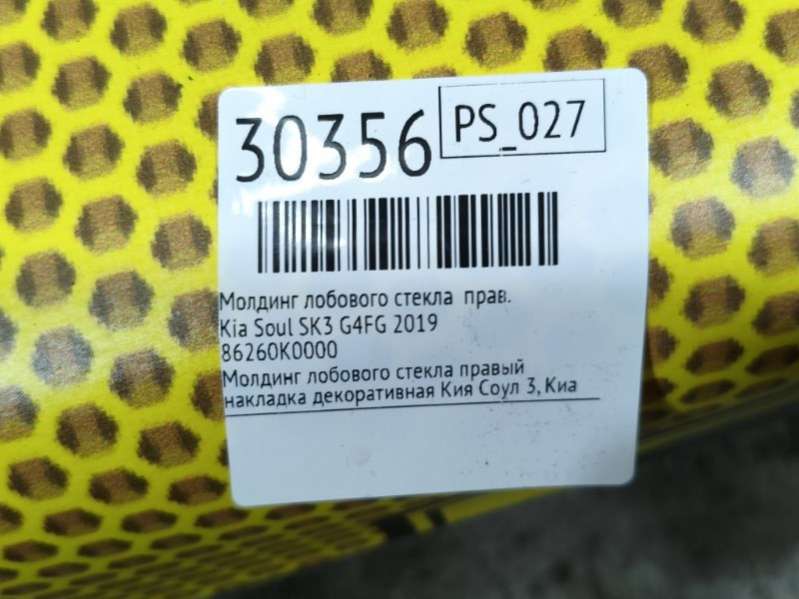 30356
PS_027
Молдинг лобового стекла прав.
Kia Soul SK3 G4FG 2019
86260K0000
Молдинг лобового стекла правый
накладка декоративная Кия Соул 3, Киа